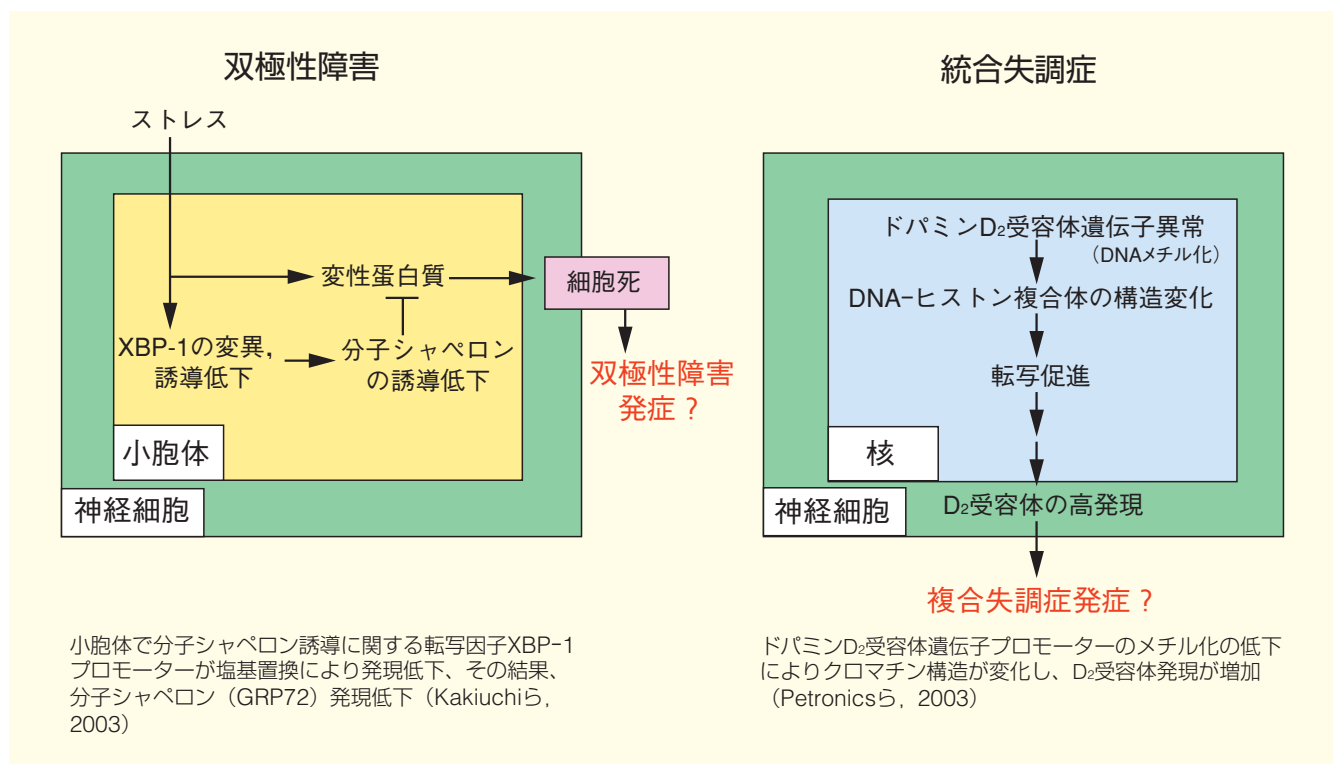 双極性障害
ストレス
変性蛋白質
細胞死
XBP-1の変異,
誘導低下
分子シャペロン
の誘導低下
双極性障害
発症？
小胞体
神経細胞
小胞体で分子シャペロン誘導に関する転写因子XBP-1
プロモーターが塩基置換により発現低下、その結果、
分子シャペロン（GRP72）発現低下（Kakiuchiら,
2003）
統合失調症
ドパミンD₂受容体遺伝子異常
（DNAメチル化）
DNA-ヒストン複合体の構造変化
転写促進
核
D₂受容体の高発現
神経細胞
複合失調症発症？
ドパミンD₂受容体遺伝子プロモーターのメチル化の低下
によりクロマチン構造が変化し、D₂受容体発現が増加
（Petronicsら, 2003）